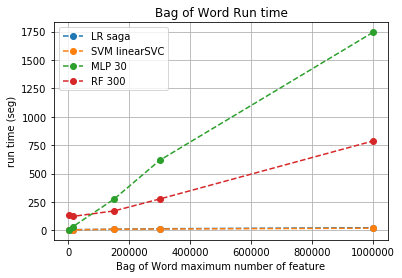 Bag of Word Run time
LR saga
SVM linearSVC
MLP 30
RF 300
run time (seg)
1750
1500
1250
1000
750
500
250
0
0 200000 400000 600000 800000 1000000
Bag of Word maximum number of feature